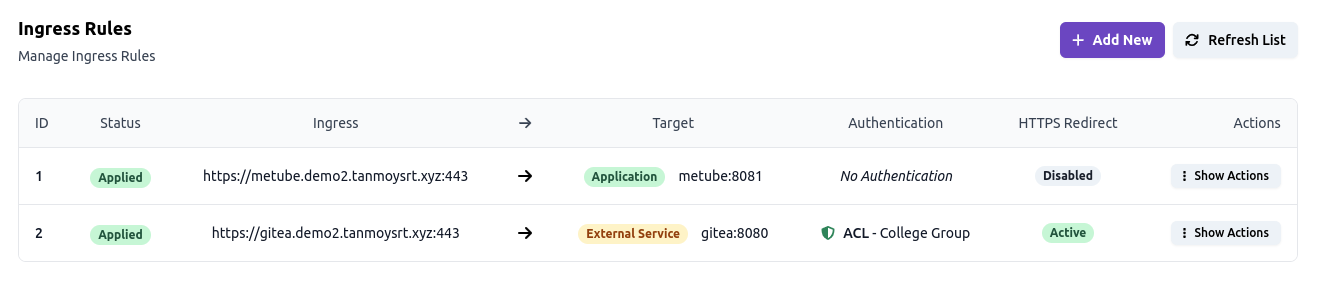 Ingress Rules
Manage Ingress Rules
Add New
Refresh List
ID Status Ingress → Target Authentication HTTPS Redirect Actions
1 Applied https://metube.demo2.tanmoysrt.xyz:443 → Application metube:8081 No Authentication Disabled Show Actions
2 Applied https://gitea.demo2.tanmoysrt.xyz:443 → External Service gitea:8080 ACL - College Group Active Show Actions